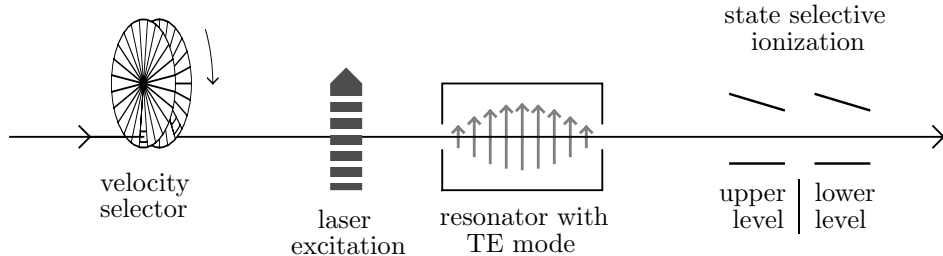 state selective
ionization
velocity
selector
laser
excitation
resonator with
TE mode
upper
level
lower
level